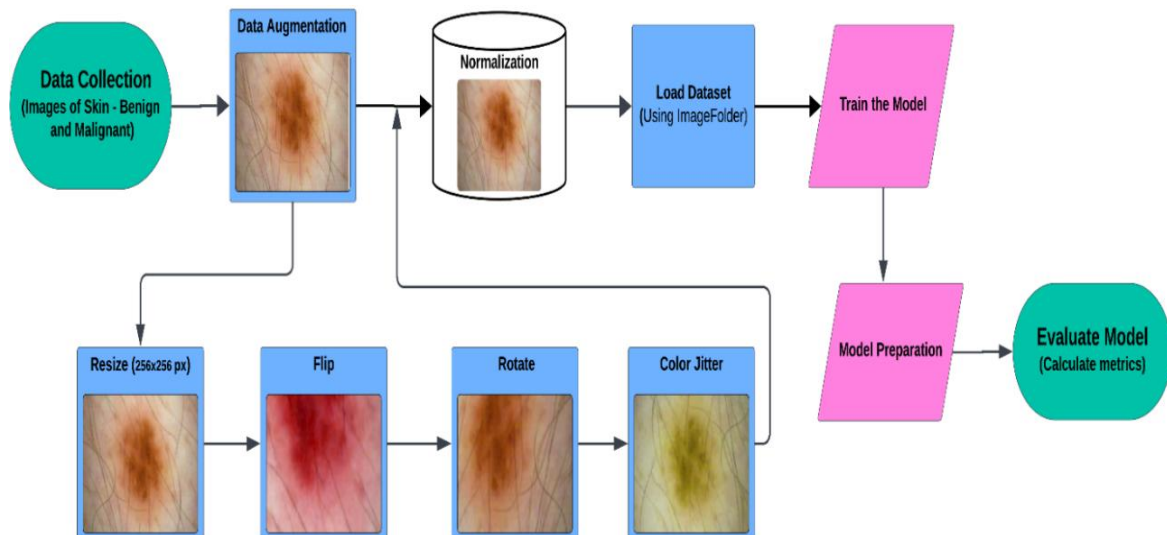 Data Collection
(Images of Skin - Benign
and Malignant)
Data Augmentation
Normalization
Load Dataset
(Using ImageFolder)
Train the Model
Resize (256x256 px)
Flip
Rotate
Color Jitter
Model Preparation
Evaluate Model
(Calculate metrics)